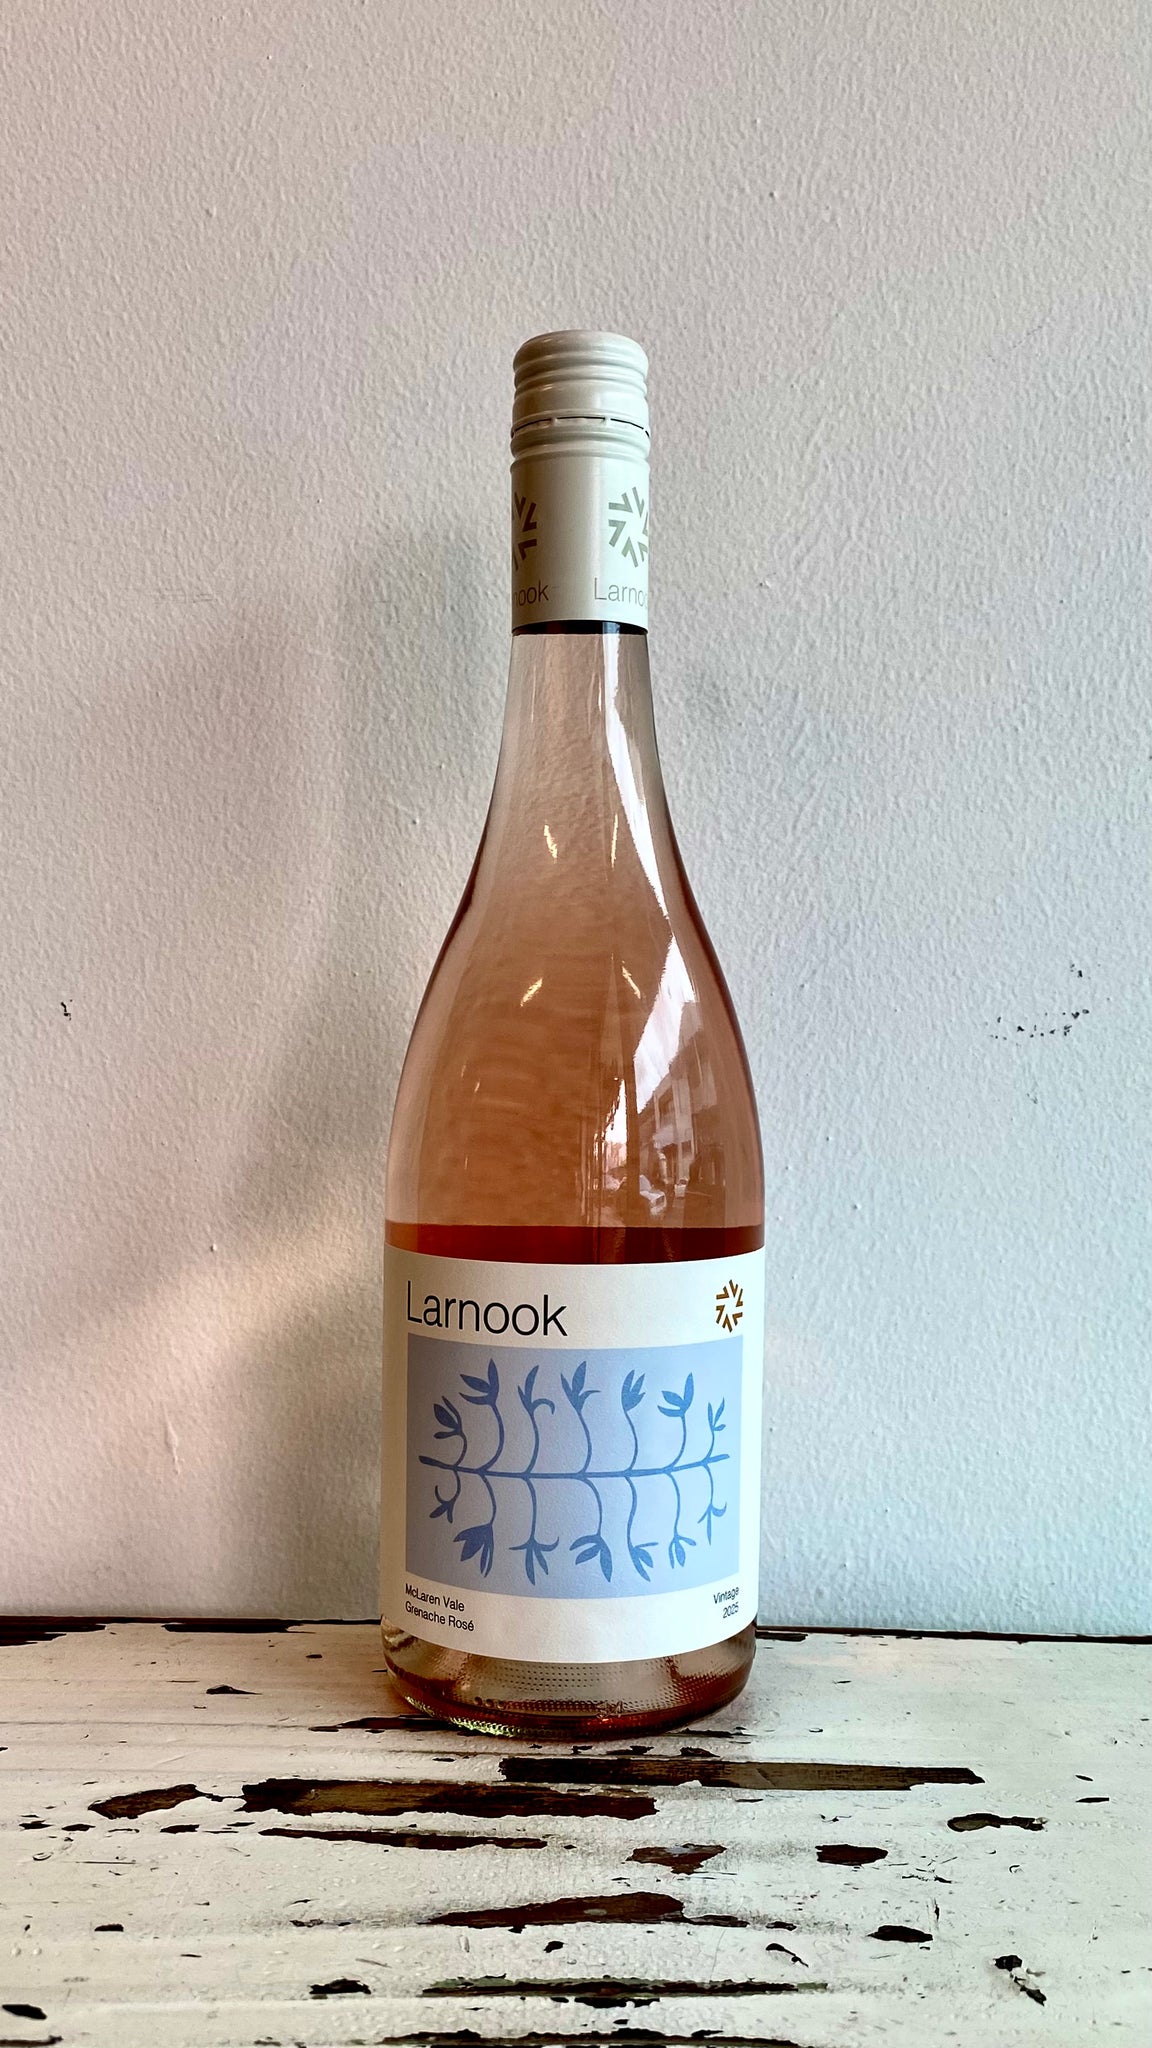 Larnook
Larnook
McLaren Vale
Grenache Rosé
Vintage
2025